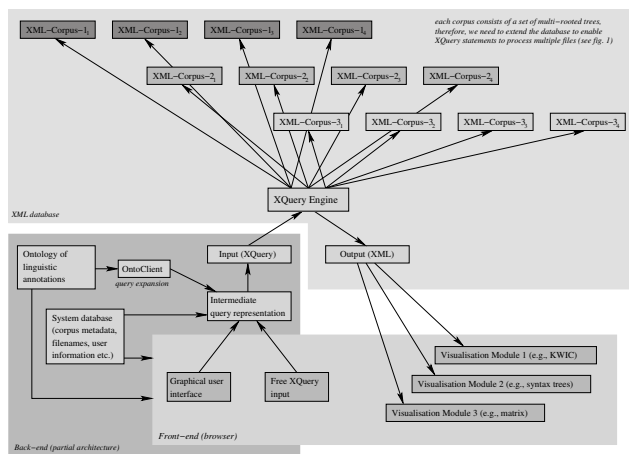 each corpus consists of a set of multi-rooted trees,
therefore, we need to extend the database to enable
XQuery statements to process multiple files (see fig. 1)
XML-Corpus-1₁ XML-Corpus-1₂ XML-Corpus-1₃ XML-Corpus-1₄
XML-Corpus-2₁ XML-Corpus-2₂ XML-Corpus-2₃ XML-Corpus-2₄
XML-Corpus-3₁ XML-Corpus-3₂ XML-Corpus-3₃ XML-Corpus-3₄
XQuery Engine
XML database
Ontology of
linguistic
annotations
OntoClient
query expansion
Input (XQuery)
Output (XML)
Intermediate
query representation
System database
(corpus metadata,
filenames, user
information etc.)
Graphical user
interface
Free XQuery
input
Visualisation Module 1 (e.g., KWIC)
Visualisation Module 2 (e.g., syntax trees)
Visualisation Module 3 (e.g., matrix)
Front-end (browser)
Back-end (partial architecture)